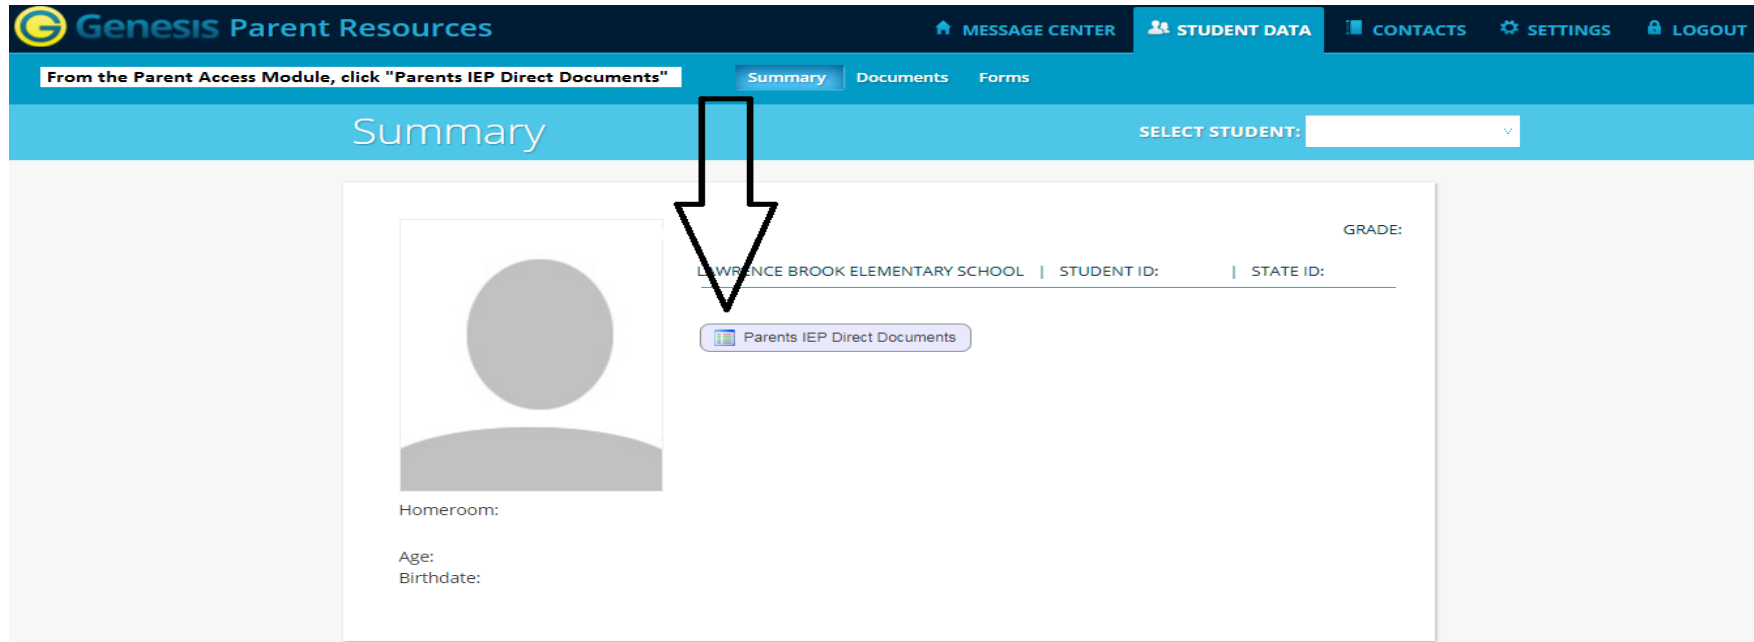 Genesis Parent Resources
MESSAGE CENTER
STUDENT DATA
CONTACTS
SETTINGS
LOGOUT
From the Parent Access Module, click "Parents IEP Direct Documents"
Summary
Documents
Forms
Summary
SELECT STUDENT:
GRADE:
LAWRENCE BROOK ELEMENTARY SCHOOL | STUDENT ID: | STATE ID:
Parents IEP Direct Documents
Homeroom:
Age:
Birthdate: